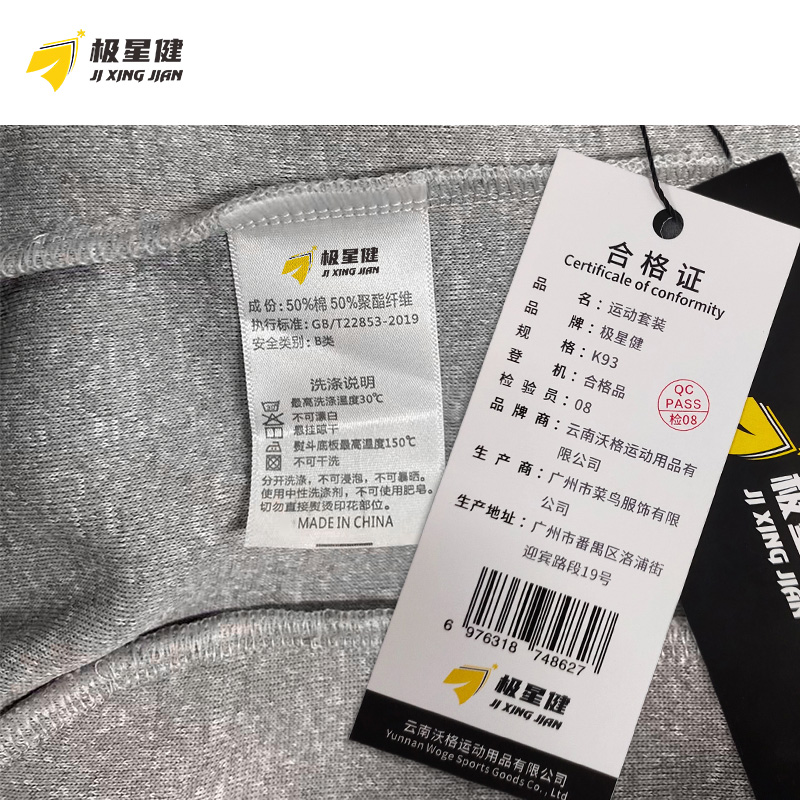 极星健
JI XING JIAN
极星健
JI XING JIAN
成份:50%棉 50%聚酯纤维
执行标准:GB/T22853-2019
安全类别: B类
洗涤说明
最高洗涤温度30℃
不可漂白
悬挂晾干
熨斗底板最高温度150℃
不可干洗
分开洗涤,不可浸泡,不可暴晒。
使用中性洗涤剂,不可使用肥皂。
切勿直接熨烫印花部位。
MADE IN CHINA
合格证
Certificate of conformity
品名:运动套装
品牌:极星健
规格:K93
登机:合格品
检验员:08
品牌商:云南沃格运动用品有
限公司
生产商:广州市菜鸟服饰有限
公司
生产地址:广州市番禺区洛浦街
迎宾路段19号
QC
PASS
检08
6 976318 748627
极星健
JI XING JIAN
云南沃格运动用品有限公司
Yunnan Woge Sports Goods Co., Ltd
极星
JI XING JIAN